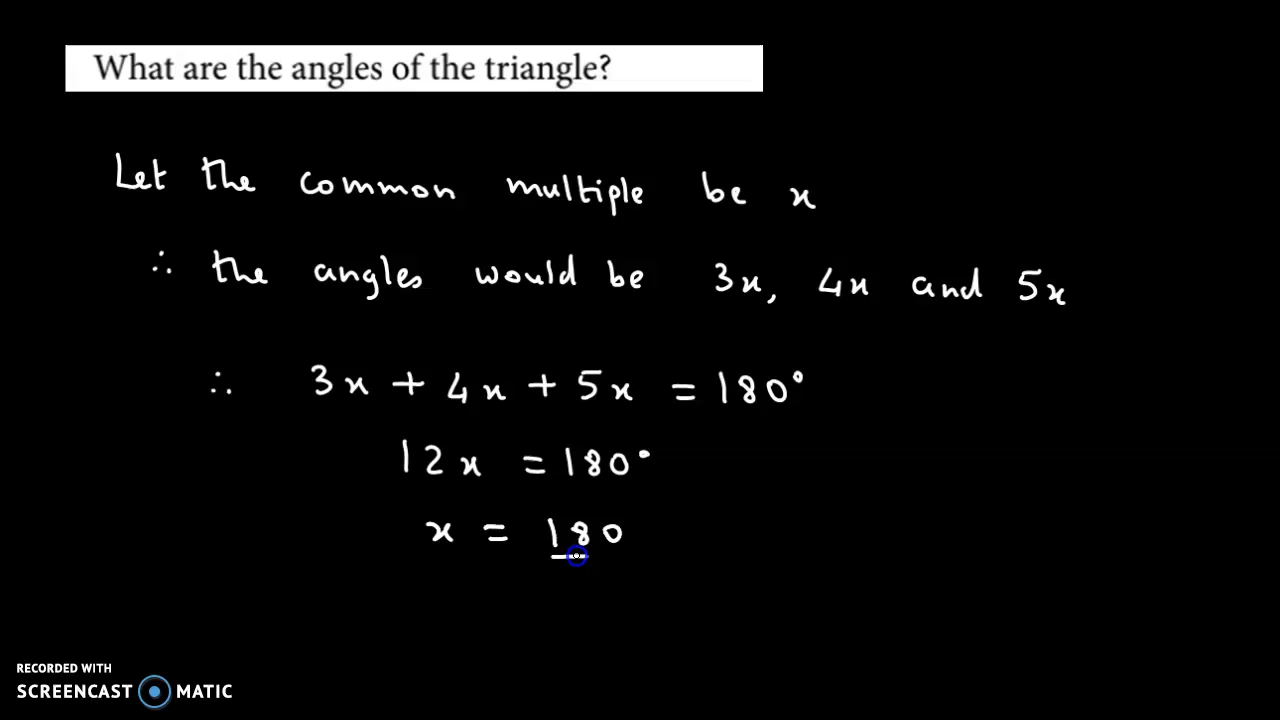 What are the angles of the triangle?
Let the common multiple be x
∴ the angles would be 3x, 4x and 5x
∴ 3x + 4x + 5x = 180°
12x = 180°
x = 180
RECORDED WITH
SCREENCAST MATIC